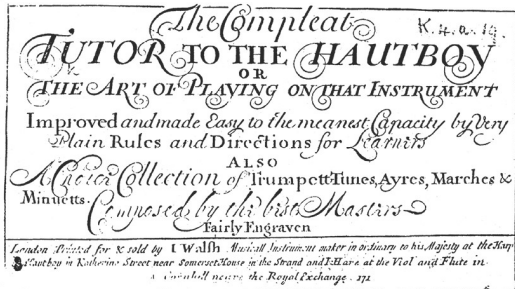 The Compleat
K.4.a.19.
TUTOR TO THE HAUTBOY
OR
THE ART OF PLAYING ON THAT INSTRUMENT
Improved and made Easy to the meanest Capacity by Very
Plain Rules and Directions for Learners
ALSO
A Choice Collection of Trumpett-Tunes, Ayres, Marches &
Minuetts. Composed by the best Masters
Fairly Engraven
London Printed for & sold by I. Walsh Musicall Instrument maker in ordinary to his Majesty at the Harp
& Hautboy in Katherine Street near Somerset House in the Strand and I. Hare at the Viol and Flute in
Cornhill neare the Royal Exchange. 171